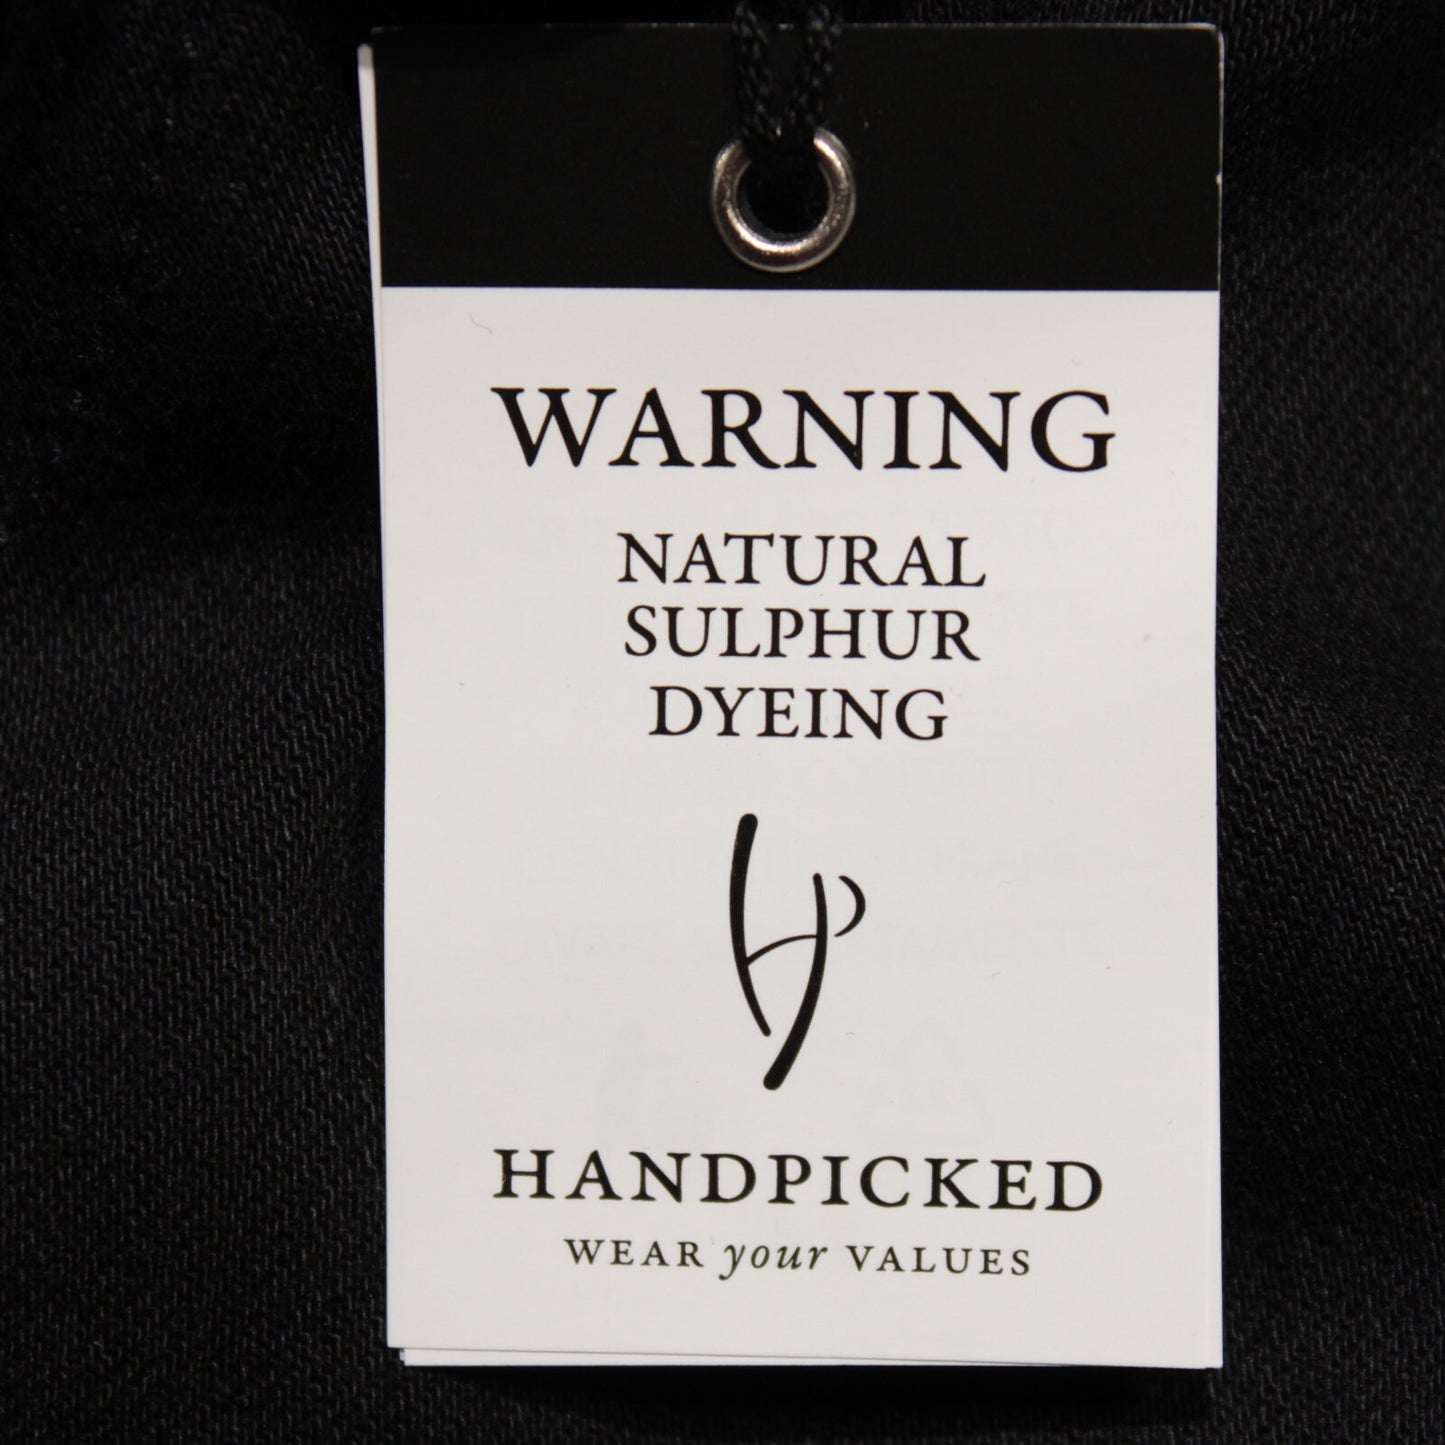 WARNING
NATURAL
SULPHUR
DYEING
HANDPICKED
WEAR your VALUES